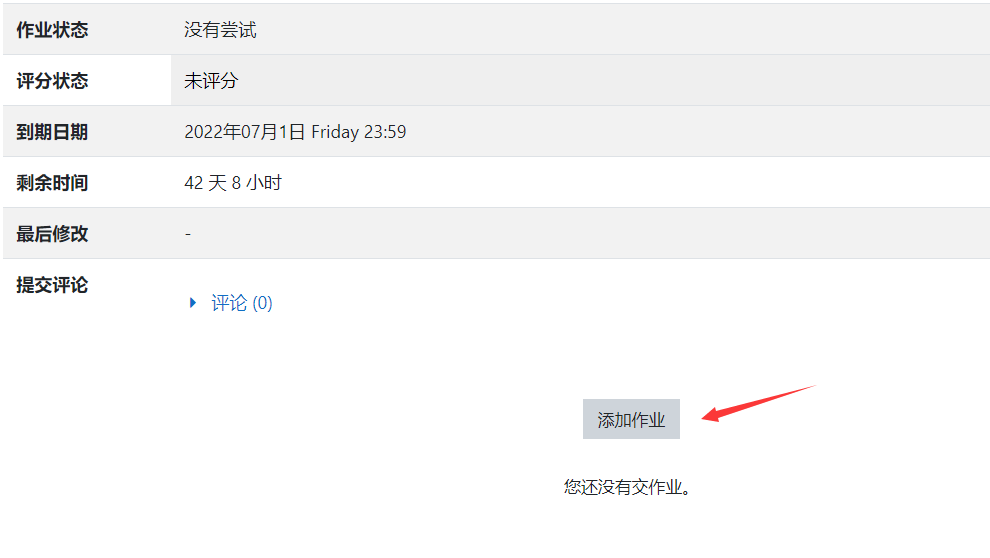 作业状态 没有尝试
评分状态 未评分
到期日期 2022年07月1日 Friday 23:59
剩余时间 42 天 8 小时
最后修改 -
提交评论
评论 (0)
添加作业
您还没有交作业。